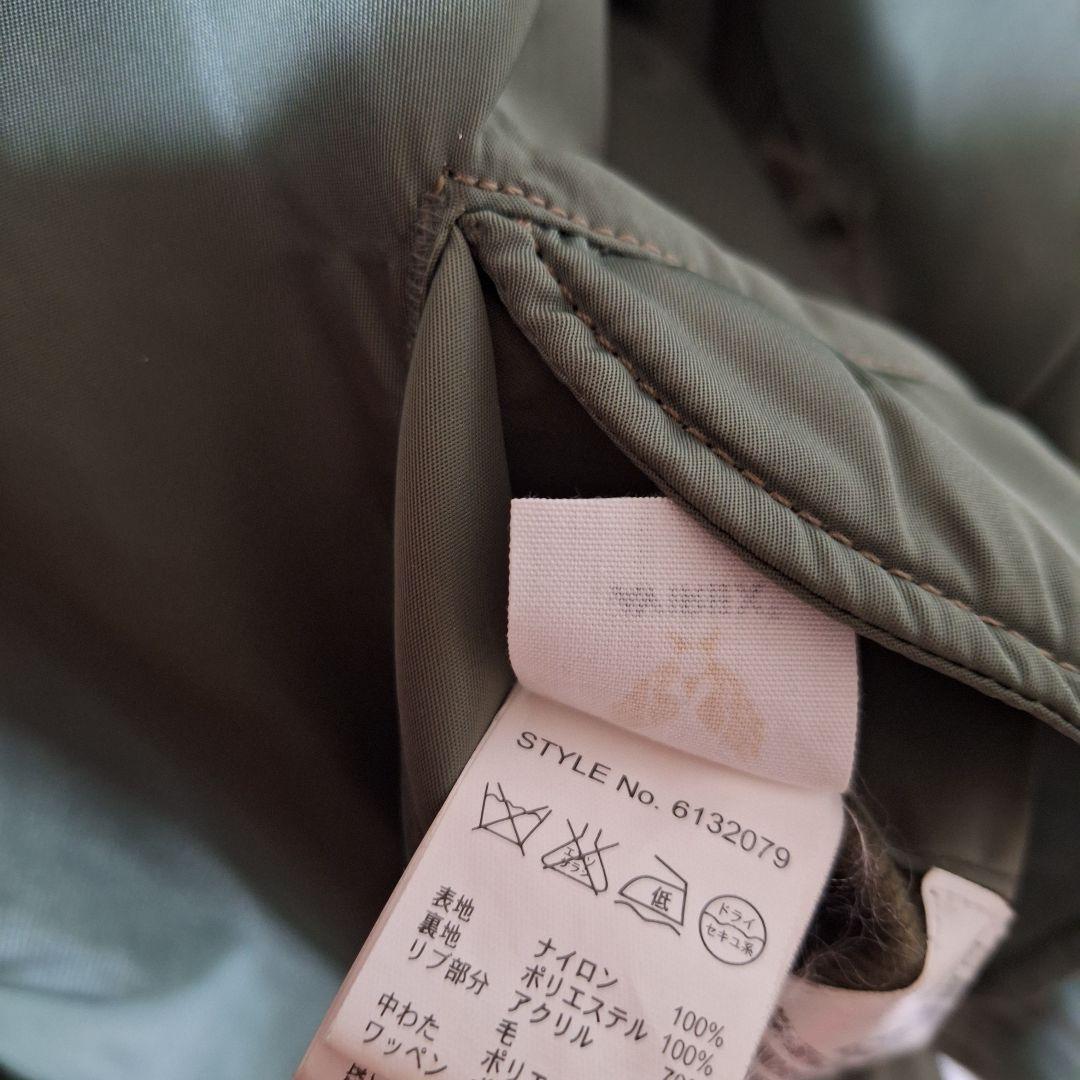 STYLE No. 6132079
エンソ
サラシ
低
ドライ
セキユ系
表地 ナイロン 100%
裏地 ポリエステル 100%
リブ部分 アクリル
毛
中わた
ワッペン